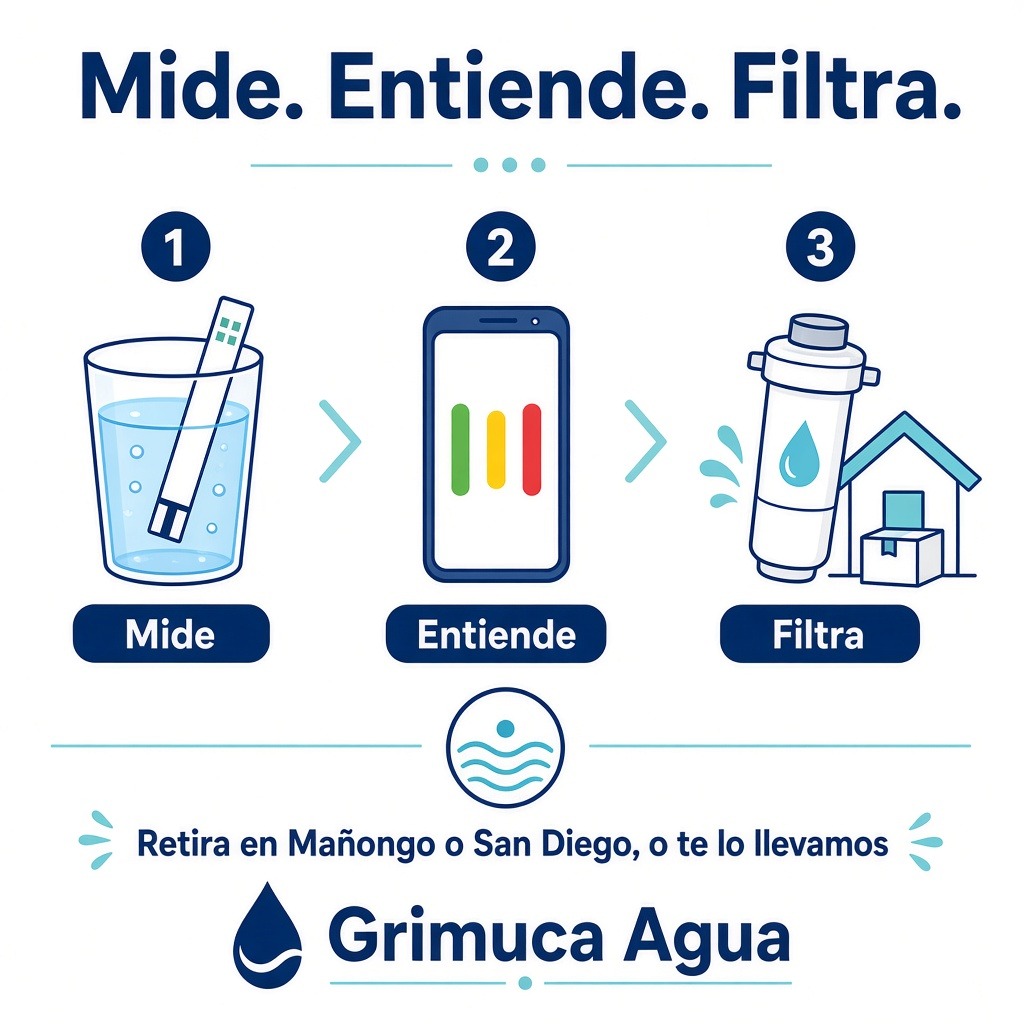 Mide. Entiende. Filtra.
1
2
3
Mide
Entiende
Filtra
Retira en Mañongo o San Diego, o te lo llevamos
Grimuca Agua